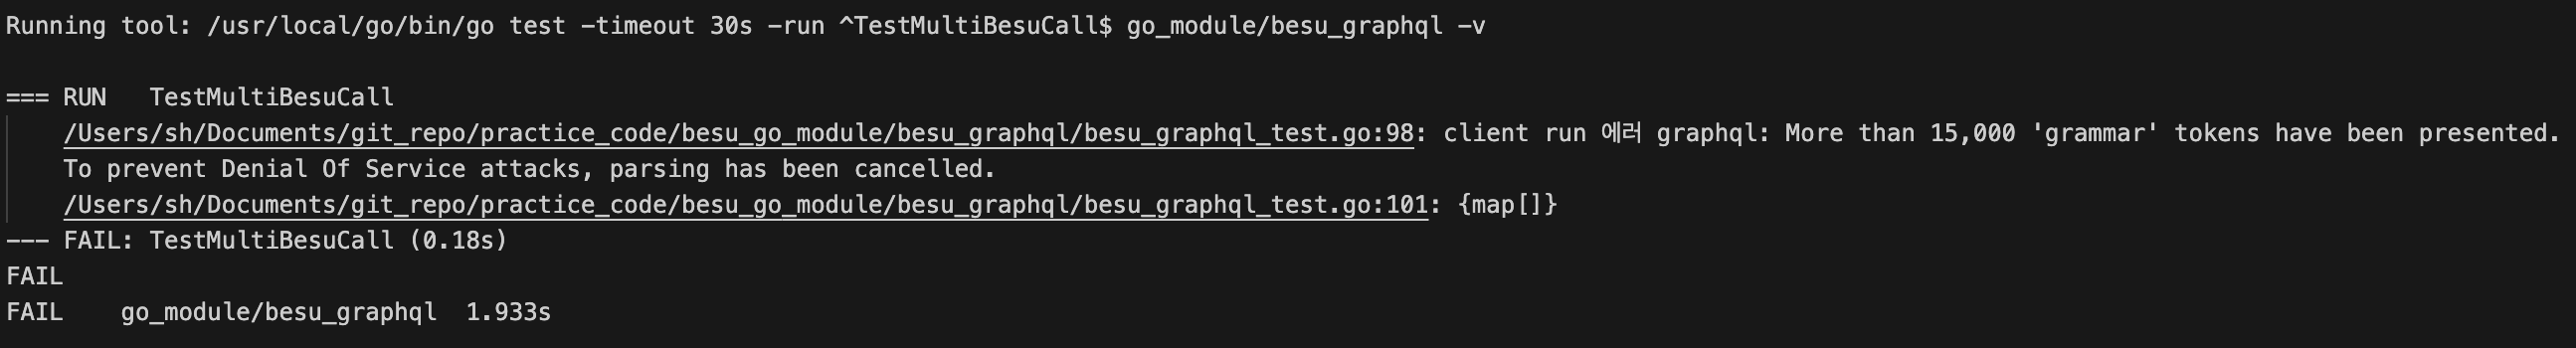 Running tool: /usr/local/go/bin/go test -timeout 30s -run ^TestMultiBesuCall$ go_module/besu_graphql -v
=== RUN   TestMultiBesuCall
/Users/sh/Documents/git_repo/practice_code/besu_go_module/besu_graphql/besu_graphql_test.go:98: client run 에러 graphql: More than 15,000 'grammar' tokens have been presented.
To prevent Denial Of Service attacks, parsing has been cancelled.
/Users/sh/Documents/git_repo/practice_code/besu_go_module/besu_graphql/besu_graphql_test.go:101: {map[]}
--- FAIL: TestMultiBesuCall (0.18s)
FAIL
FAIL    go_module/besu_graphql  1.933s